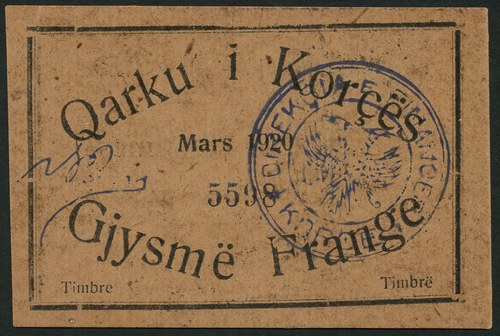 Qarku i Korçës
Mars 1920
5598
Gjysmë Frange
Timbre
Timbrë